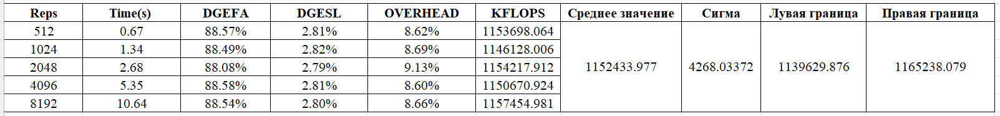 Reps Time(s) DGEFA DGESL OVERHEAD KFLOPS Среднее значение Сигма Лувая граница Правая граница
512 0.67 88.57% 2.81% 8.62% 1153698.064
1024 1.34 88.49% 2.82% 8.69% 1146128.006
2048 2.68 88.08% 2.79% 9.13% 1154217.912 1152433.977 4268.03372 1139629.876 1165238.079
4096 5.35 88.58% 2.81% 8.60% 1150670.924
8192 10.64 88.54% 2.80% 8.66% 1157454.981